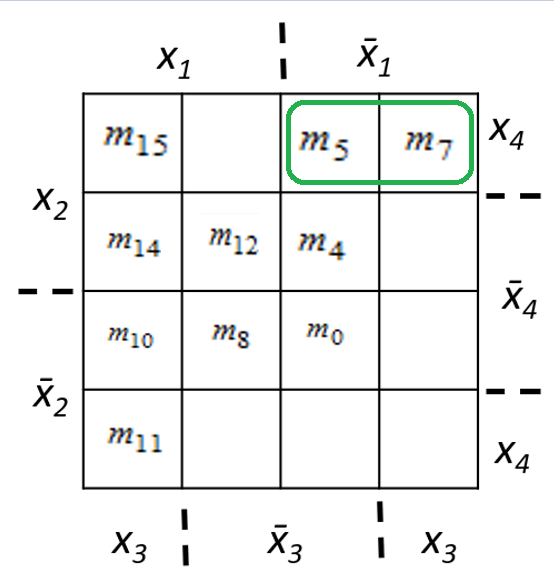 x₁ x̄₁
m₁₅ m₅ m₇ x₄
x₂
m₁₄ m₁₂ m₄
x̄₄
m₁₀ m₈ m₀
x̄₂
m₁₁ x₄
x₃ x̄₃ x₃